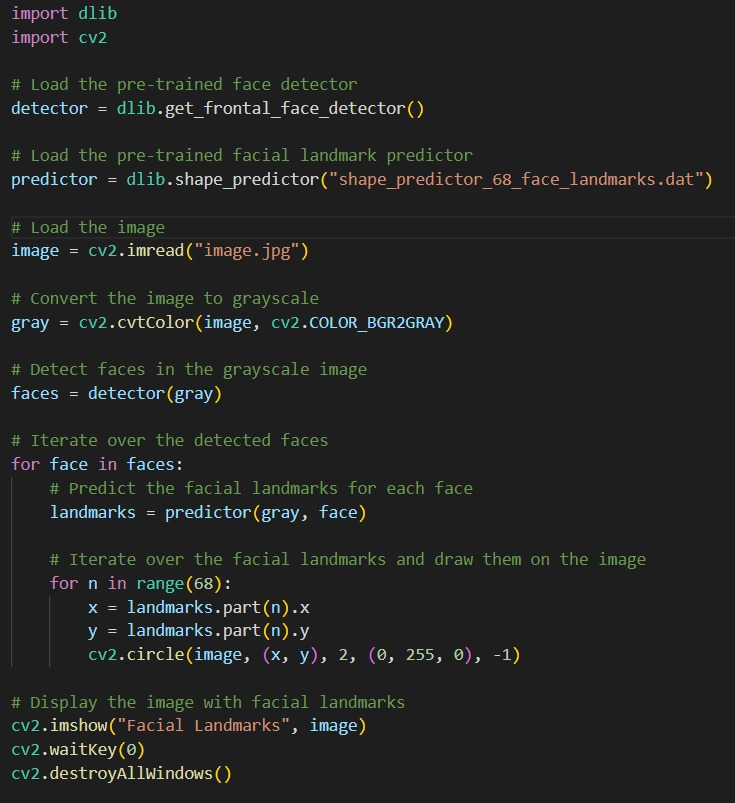 import dlib
import cv2
# Load the pre-trained face detector
detector = dlib.get_frontal_face_detector()
# Load the pre-trained facial landmark predictor
predictor = dlib.shape_predictor("shape_predictor_68_face_landmarks.dat")
# Load the image
image = cv2.imread("image.jpg")
# Convert the image to grayscale
gray = cv2.cvtColor(image, cv2.COLOR_BGR2GRAY)
# Detect faces in the grayscale image
faces = detector(gray)
# Iterate over the detected faces
for face in faces:
    # Predict the facial landmarks for each face
    landmarks = predictor(gray, face)
    # Iterate over the facial landmarks and draw them on the image
    for n in range(68):
        x = landmarks.part(n).x
        y = landmarks.part(n).y
        cv2.circle(image, (x, y), 2, (0, 255, 0), -1)
# Display the image with facial landmarks
cv2.imshow("Facial Landmarks", image)
cv2.waitKey(0)
cv2.destroyAllWindows()